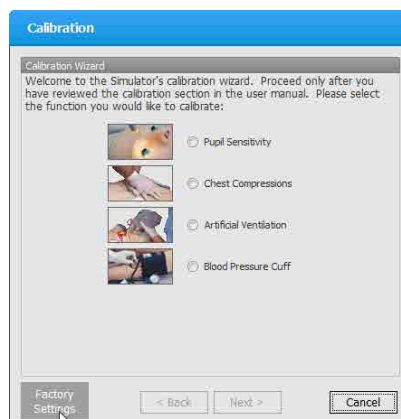 Calibration
Calibration Wizard
Welcome to the Simulator's calibration wizard. Proceed only after you
have reviewed the calibration section in the user manual. Please select
the function you would like to calibrate:
Pupil Sensitivity
Chest Compressions
Artificial Ventilation
Blood Pressure Cuff
Factory
Settings
< Back
Next >
Cancel